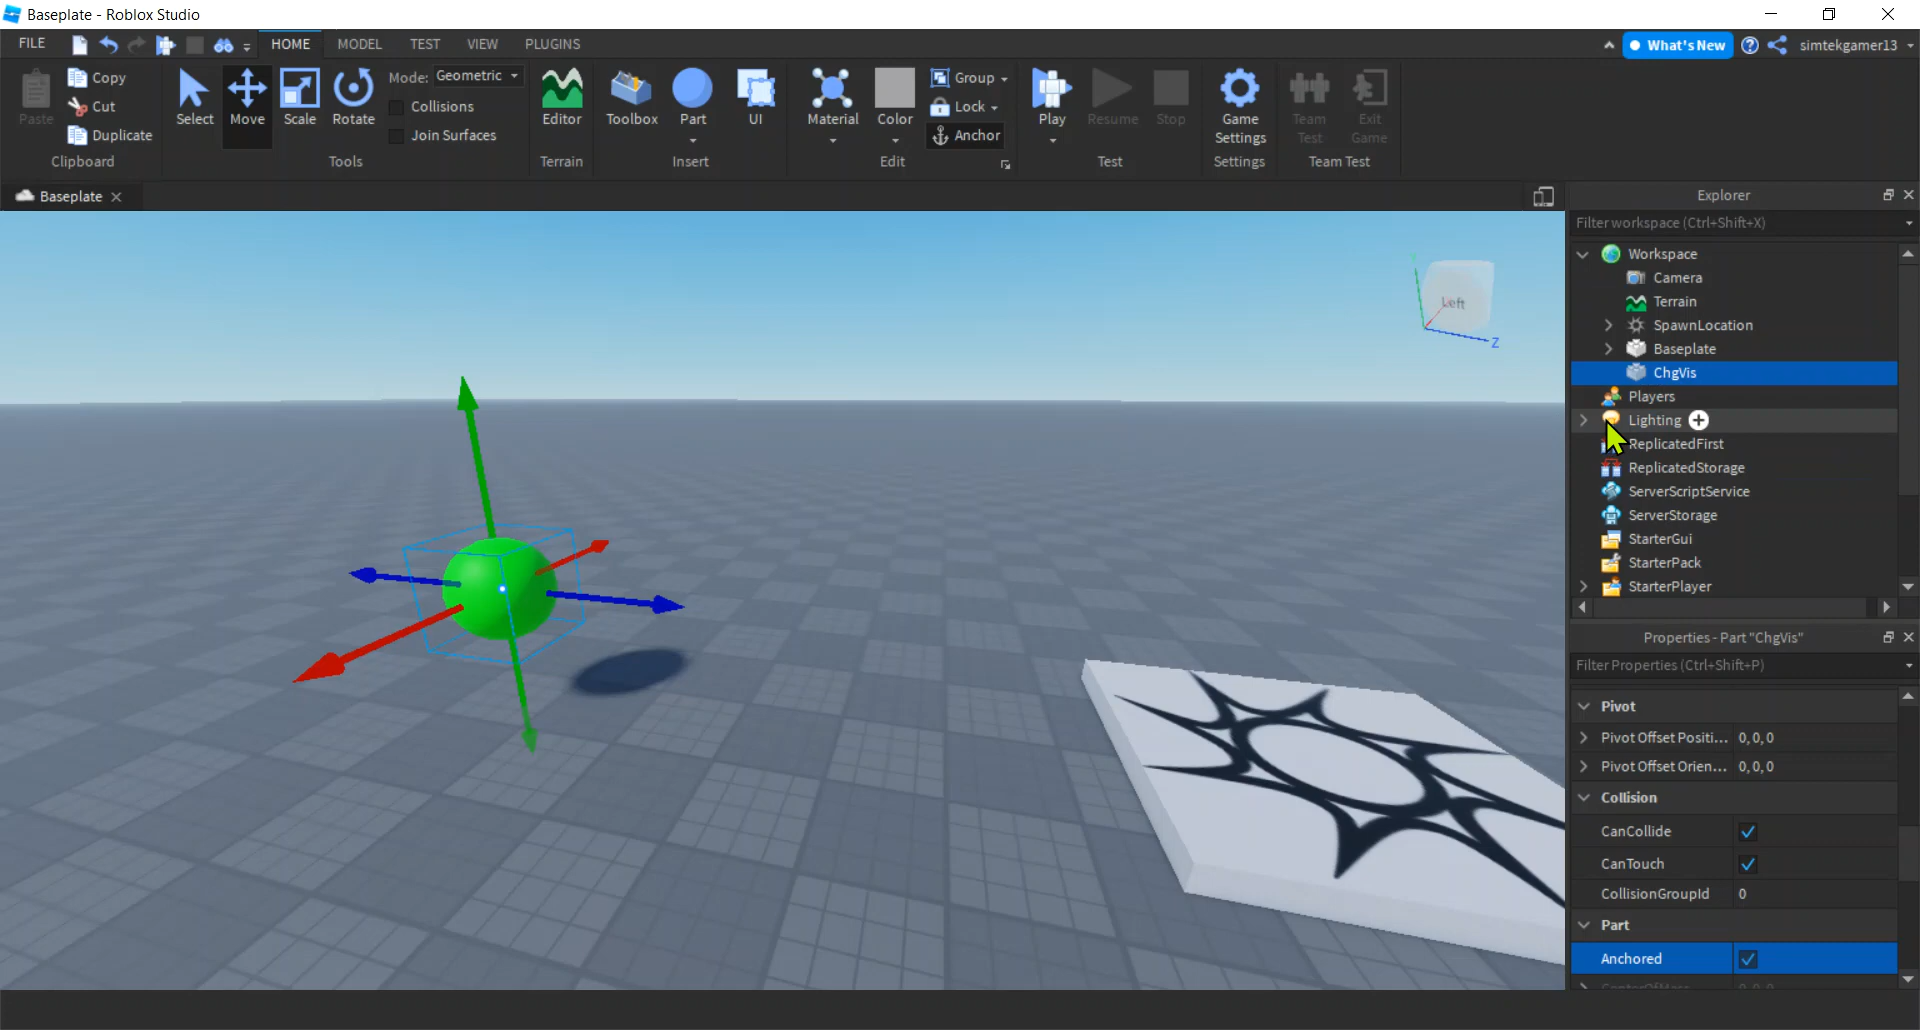 Baseplate - Roblox Studio
FILE
HOME
MODEL
TEST
VIEW
PLUGINS
What's New
simtekgamer13
Paste
Copy
Cut
Duplicate
Clipboard
Select
Move
Scale
Rotate
Mode: Geometric
Collisions
Join Surfaces
Tools
Editor
Terrain
Toolbox
Part
UI
Insert
Material
Color
Group
Lock
Anchor
Edit
Play
Resume
Stop
Test
Game
Settings
Settings
Team
Test
Exit
Game
Team Test
Baseplate
Left
Z
Explorer
Filter workspace (Ctrl+Shift+X)
Workspace
Camera
Terrain
SpawnLocation
Baseplate
ChgVis
Players
Lighting
ReplicatedFirst
ReplicatedStorage
ServerScriptService
ServerStorage
StarterGui
StarterPack
StarterPlayer
Properties - Part "ChgVis"
Filter Properties (Ctrl+Shift+P)
Pivot
Pivot Offset Positi... 0, 0, 0
Pivot Offset Orien... 0, 0, 0
Collision
CanCollide
CanTouch
CollisionGroupId 0
Part
Anchored